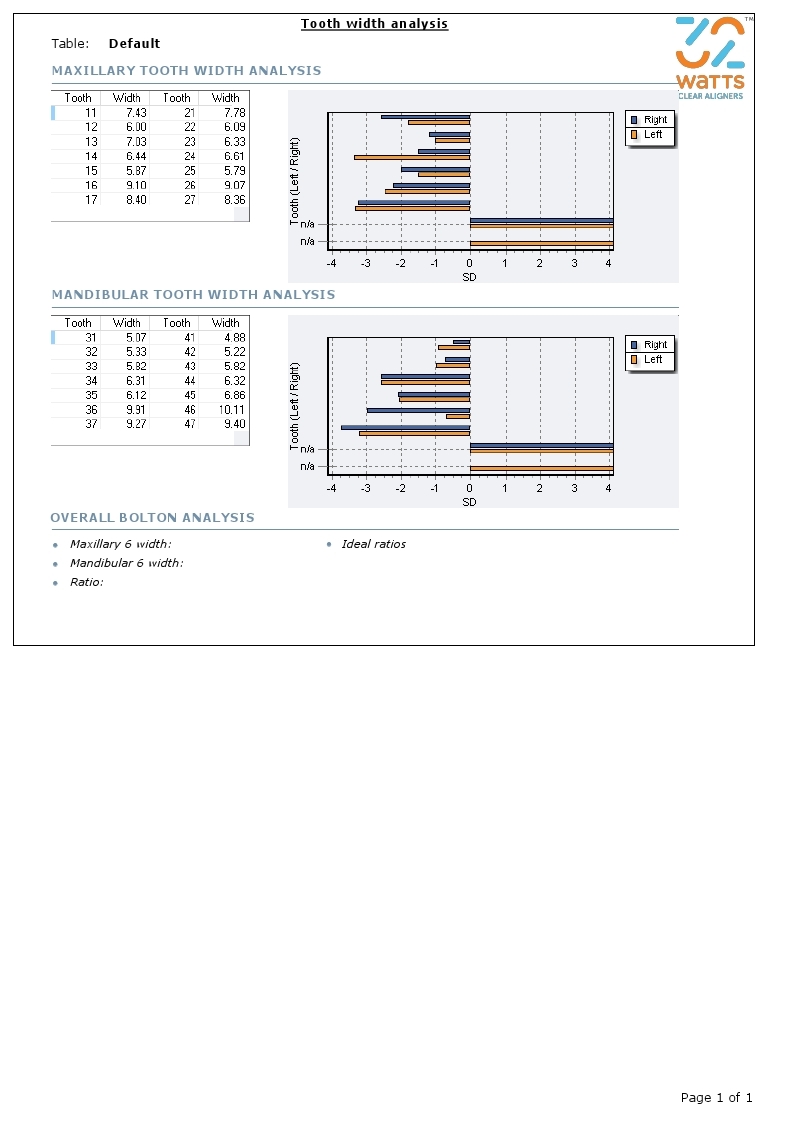 Tooth width analysis
32 WATTS™
CLEAR ALIGNERS
Table: Default
MAXILLARY TOOTH WIDTH ANALYSIS
Tooth Width Tooth Width
11 7.43 21 7.78
12 6.00 22 6.09
13 7.03 23 6.33
14 6.44 24 6.61
15 5.87 25 5.79
16 9.10 26 9.07
17 8.40 27 8.36
Tooth (Left / Right)
n/a
n/a
-4 -3 -2 -1 0 1 2 3 4
SD
Right
Left
MANDIBULAR TOOTH WIDTH ANALYSIS
Tooth Width Tooth Width
31 5.07 41 4.88
32 5.33 42 5.22
33 5.82 43 5.82
34 6.31 44 6.32
35 6.12 45 6.86
36 9.91 46 10.11
37 9.27 47 9.40
Tooth (Left / Right)
n/a
n/a
-4 -3 -2 -1 0 1 2 3 4
SD
Right
Left
OVERALL BOLTON ANALYSIS
• Maxillary 6 width: • Ideal ratios
• Mandibular 6 width:
• Ratio:
Page 1 of 1